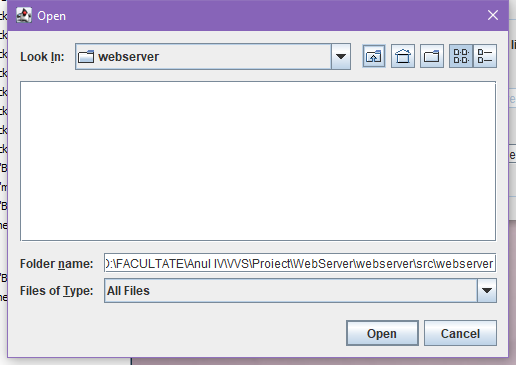 Open
Look In:
webserver
Folder name:
D:\FACULTATE\Anul IV\VVS\Proiect\WebServer\webserver\src\webserver
Files of Type:
All Files
Open
Cancel